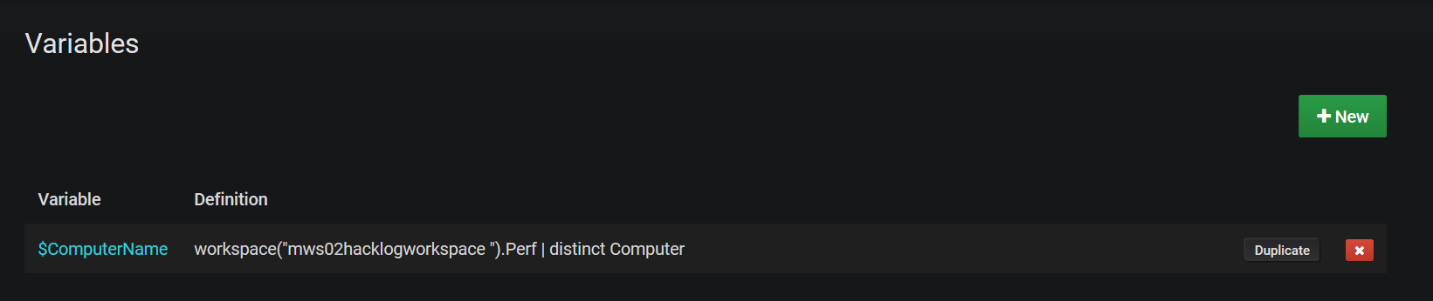 Variables
+ New
Variable Definition
$ComputerName workspace("mws02hacklogworkspace ").Perf | distinct Computer Duplicate ×